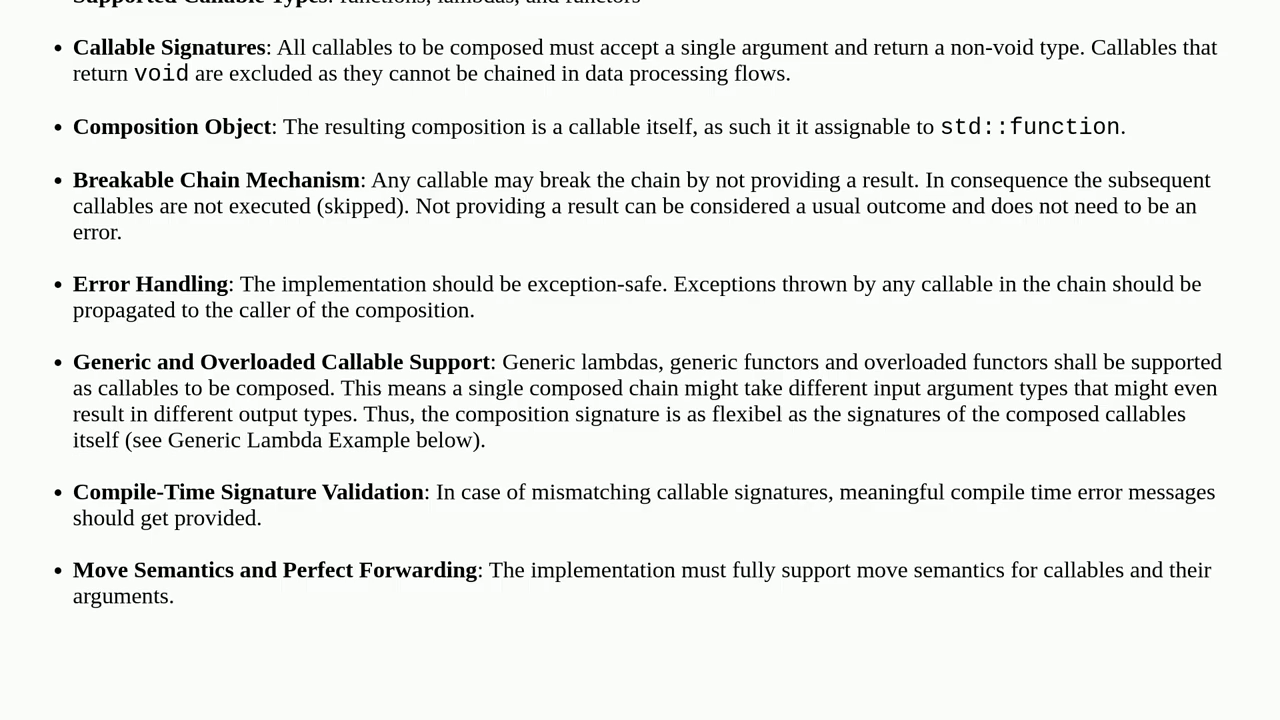 Supported Callable Types: functions, lambdas, and functors
• Callable Signatures: All callables to be composed must accept a single argument and return a non-void type. Callables that
return void are excluded as they cannot be chained in data processing flows.
• Composition Object: The resulting composition is a callable itself, as such it it assignable to std::function.
• Breakable Chain Mechanism: Any callable may break the chain by not providing a result. In consequence the subsequent
callables are not executed (skipped). Not providing a result can be considered a usual outcome and does not need to be an
error.
• Error Handling: The implementation should be exception-safe. Exceptions thrown by any callable in the chain should be
propagated to the caller of the composition.
• Generic and Overloaded Callable Support: Generic lambdas, generic functors and overloaded functors shall be supported
as callables to be composed. This means a single composed chain might take different input argument types that might even
result in different output types. Thus, the composition signature is as flexibel as the signatures of the composed callables
itself (see Generic Lambda Example below).
• Compile-Time Signature Validation: In case of mismatching callable signatures, meaningful compile time error messages
should get provided.
• Move Semantics and Perfect Forwarding: The implementation must fully support move semantics for callables and their
arguments.